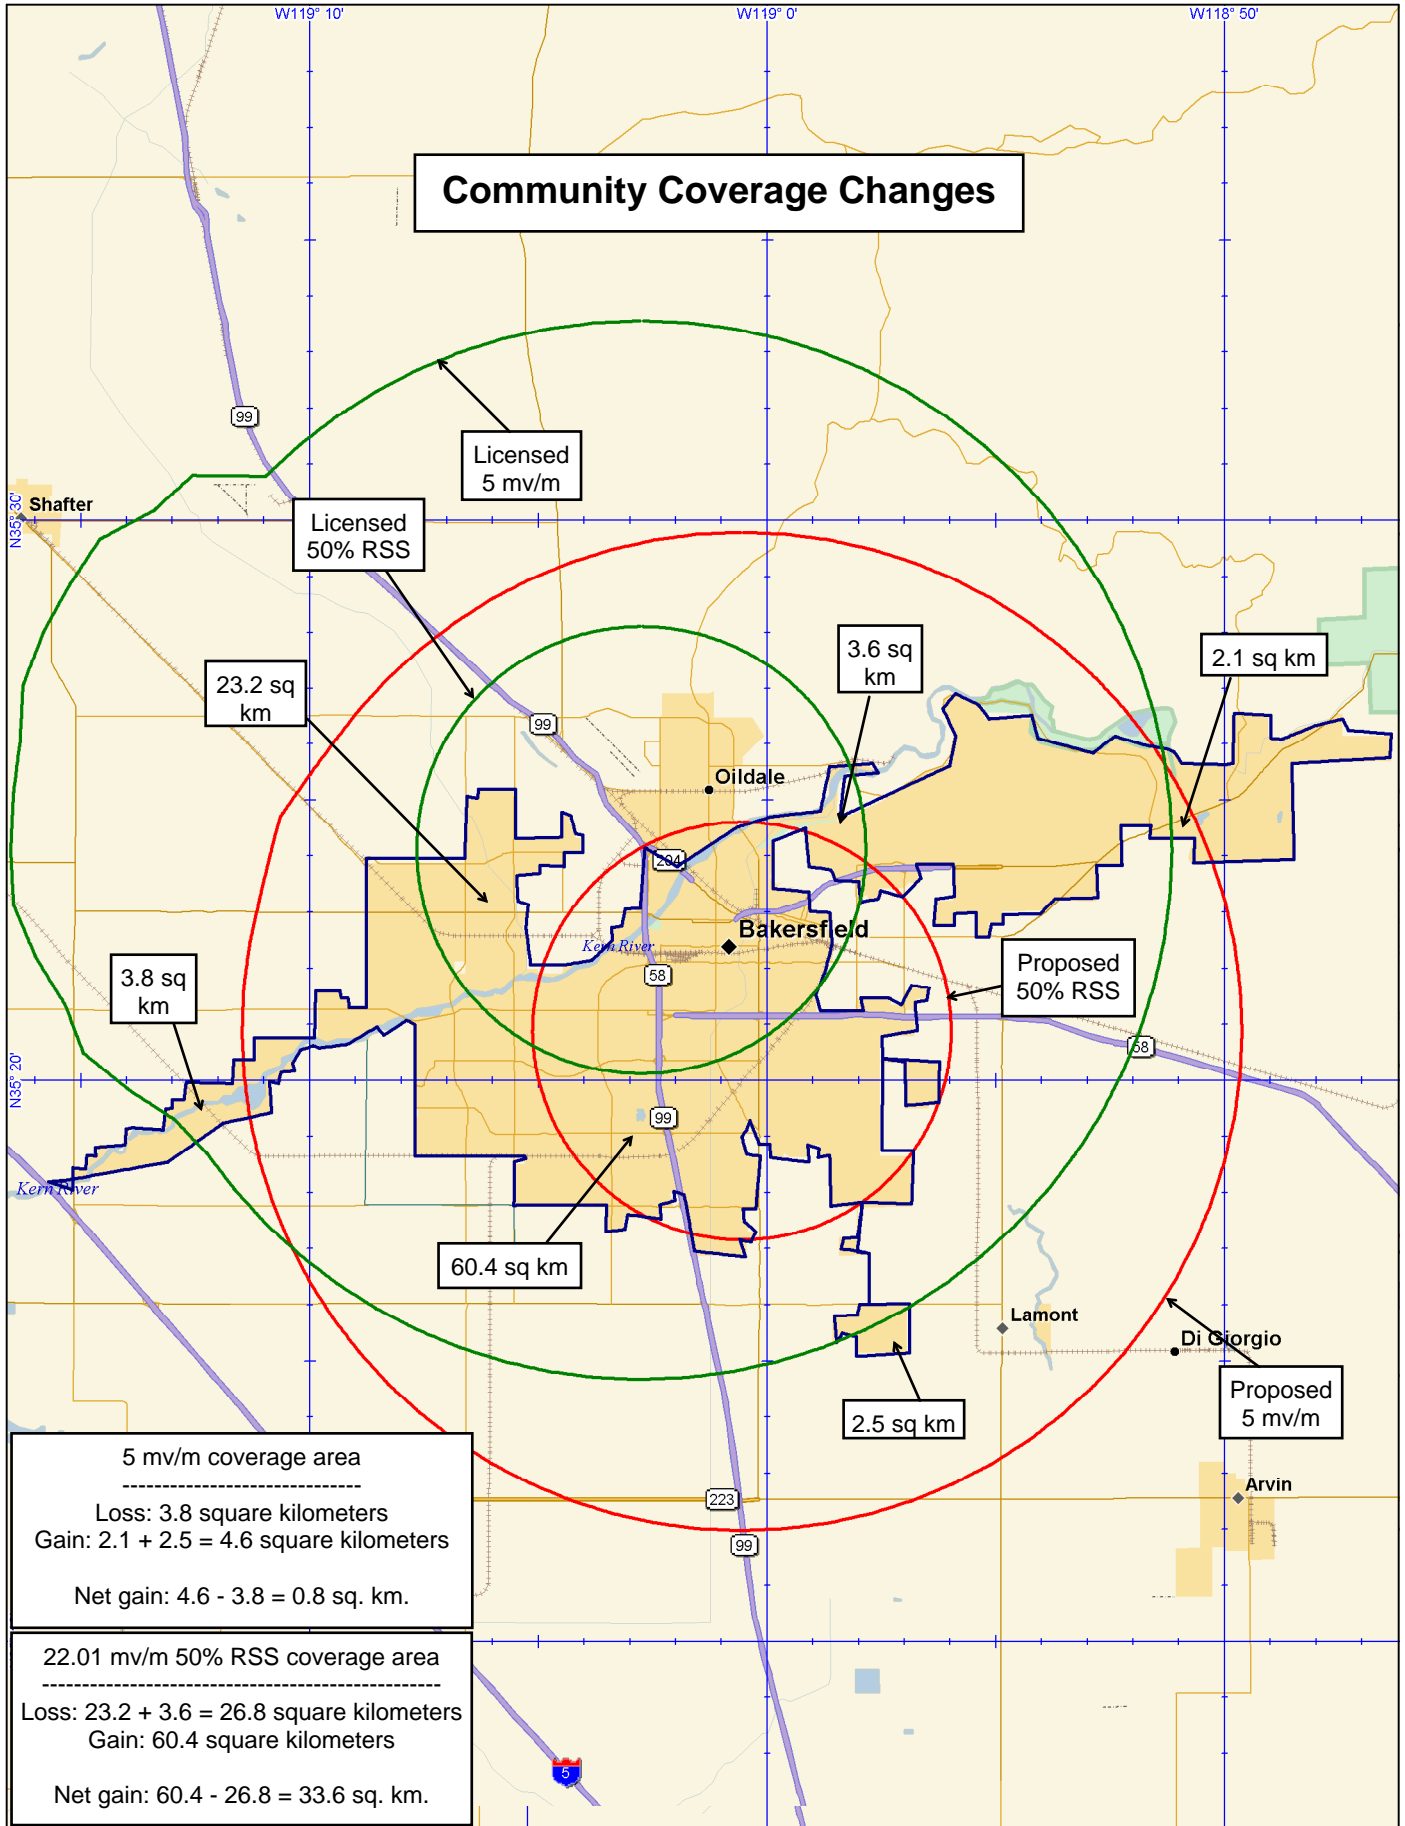 W119° 10'
W119° 0'
W118° 50'
Community Coverage Changes
99
Licensed
5 mv/m
Shafter
N35° 30'
Licensed
50% RSS
3.6 sq
km
2.1 sq km
23.2 sq
km
99
Oildale
204
Bakersfield
Kern River
58
Proposed
50% RSS
3.8 sq
km
58
N35° 20'
99
Kern River
60.4 sq km
Lamont
Di Giorgio
Proposed
5 mv/m
2.5 sq km
5 mv/m coverage area
--------------------------------
Loss: 3.8 square kilometers
Gain: 2.1 + 2.5 = 4.6 square kilometers
Net gain: 4.6 - 3.8 = 0.8 sq. km.
223
Arvin
99
22.01 mv/m 50% RSS coverage area
-----------------------------------------------------
Loss: 23.2 + 3.6 = 26.8 square kilometers
Gain: 60.4 square kilometers
Net gain: 60.4 - 26.8 = 33.6 sq. km.
5